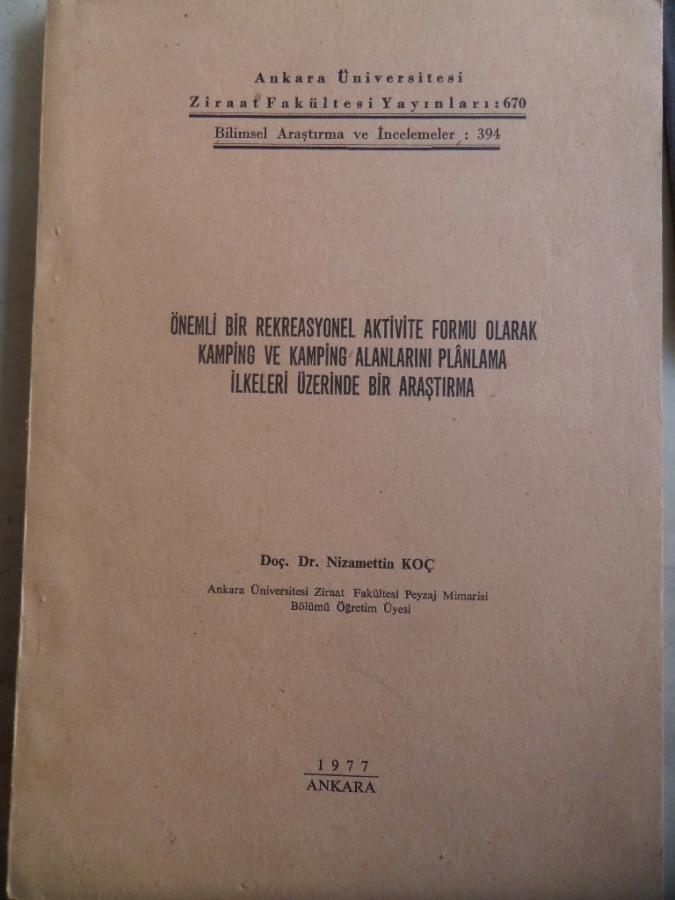 Ankara Üniversitesi
Ziraat Fakültesi Yayınları: 670
Bilimsel Araştırma ve İncelemeler : 394
ÖNEMLİ BİR REKREASYONEL AKTİVİTE FORMU OLARAK
KAMPİNG VE KAMPİNG ALANLARINI PLÂNLAMA
İLKELERİ ÜZERİNDE BİR ARAŞTIRMA
Doç. Dr. Nizamettin KOÇ
Ankara Üniversitesi Ziraat Fakültesi Peyzaj Mimarisi
Bölümü Öğretim Üyesi
1977
ANKARA